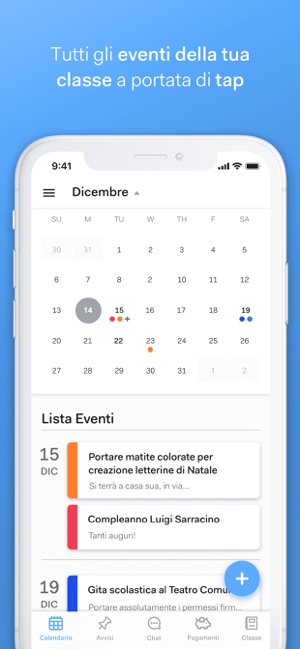 Tutti gli eventi della tua
classe a portata di tap
9:41
Dicembre
SU M TU W TH F SA
30 31 1 2 3 4 5
6 7 8 2 10 11 12
13 14 15 16 17 18 19
20 21 22 23 24 25 26
27 28 29 30 31 1 2
Lista Eventi
15
DIC
Portare matite colorate per
creazione letterine di Natale
Si terrà a casa sua, in via...
Compleanno Luigi Sarracino
Tanti auguri!
19
DIC
Gita scolastica al Teatro Comu
Portare assolutamente i permessi firm...
Calendario Avvisi Chat Pagamenti Classe